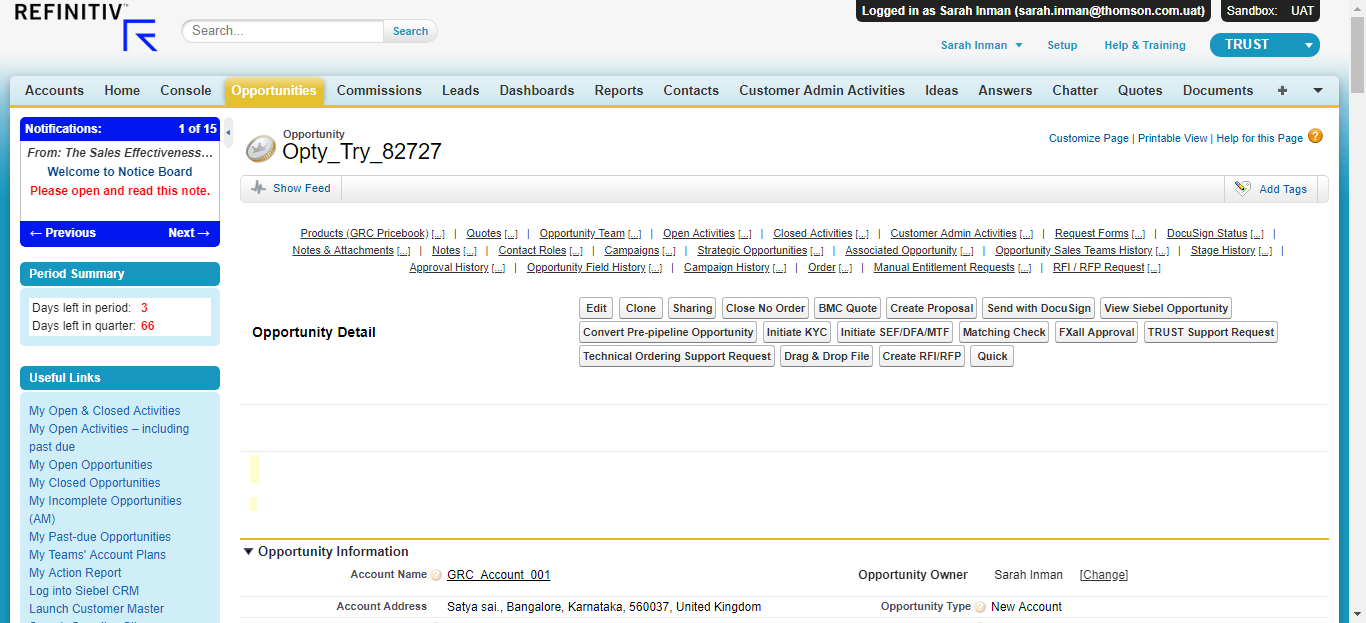 REFINITIV™
Search... Search
Logged in as Sarah Inman (sarah.inman@thomson.com.uat) Sandbox: UAT
Sarah Inman Setup Help & Training TRUST
Accounts Home Console Opportunities Commissions Leads Dashboards Reports Contacts Customer Admin Activities Ideas Answers Chatter Quotes Documents +
Notifications: 1 of 15
From: The Sales Effectiveness...
Welcome to Notice Board
Please open and read this note.
← Previous Next →
Period Summary
Days left in period: 3
Days left in quarter: 66
Useful Links
My Open & Closed Activities
My Open Activities – including
past due
My Open Opportunities
My Closed Opportunities
My Incomplete Opportunities
(AM)
My Past-due Opportunities
My Teams' Account Plans
My Action Report
Log into Siebel CRM
Launch Customer Master
Opportunity
Opty_Try_82727
Customize Page | Printable View | Help for this Page ?
Show Feed Add Tags
Products (GRC Pricebook) [...] | Quotes [...] | Opportunity Team [...] | Open Activities [...] | Closed Activities [...] | Customer Admin Activities [...] | Request Forms [...] | DocuSign Status [...] |
Notes & Attachments [...] | Notes [...] | Contact Roles [...] | Campaigns [...] | Strategic Opportunities [...] | Associated Opportunity [...] | Opportunity Sales Teams History [...] | Stage History [...] |
Approval History [...] | Opportunity Field History [...] | Campaign History [...] | Order [...] | Manual Entitlement Requests [...] | RFI / RFP Request [...]
Opportunity Detail
Edit Clone Sharing Close No Order BMC Quote Create Proposal Send with DocuSign View Siebel Opportunity
Convert Pre-pipeline Opportunity Initiate KYC Initiate SEF/DFA/MTF Matching Check FXall Approval TRUST Support Request
Technical Ordering Support Request Drag & Drop File Create RFI/RFP Quick
Opportunity Information
Account Name ? GRC_Account_001 Opportunity Owner Sarah Inman [Change]
Account Address Satya sai., Bangalore, Karnataka, 560037, United Kingdom Opportunity Type ? New Account